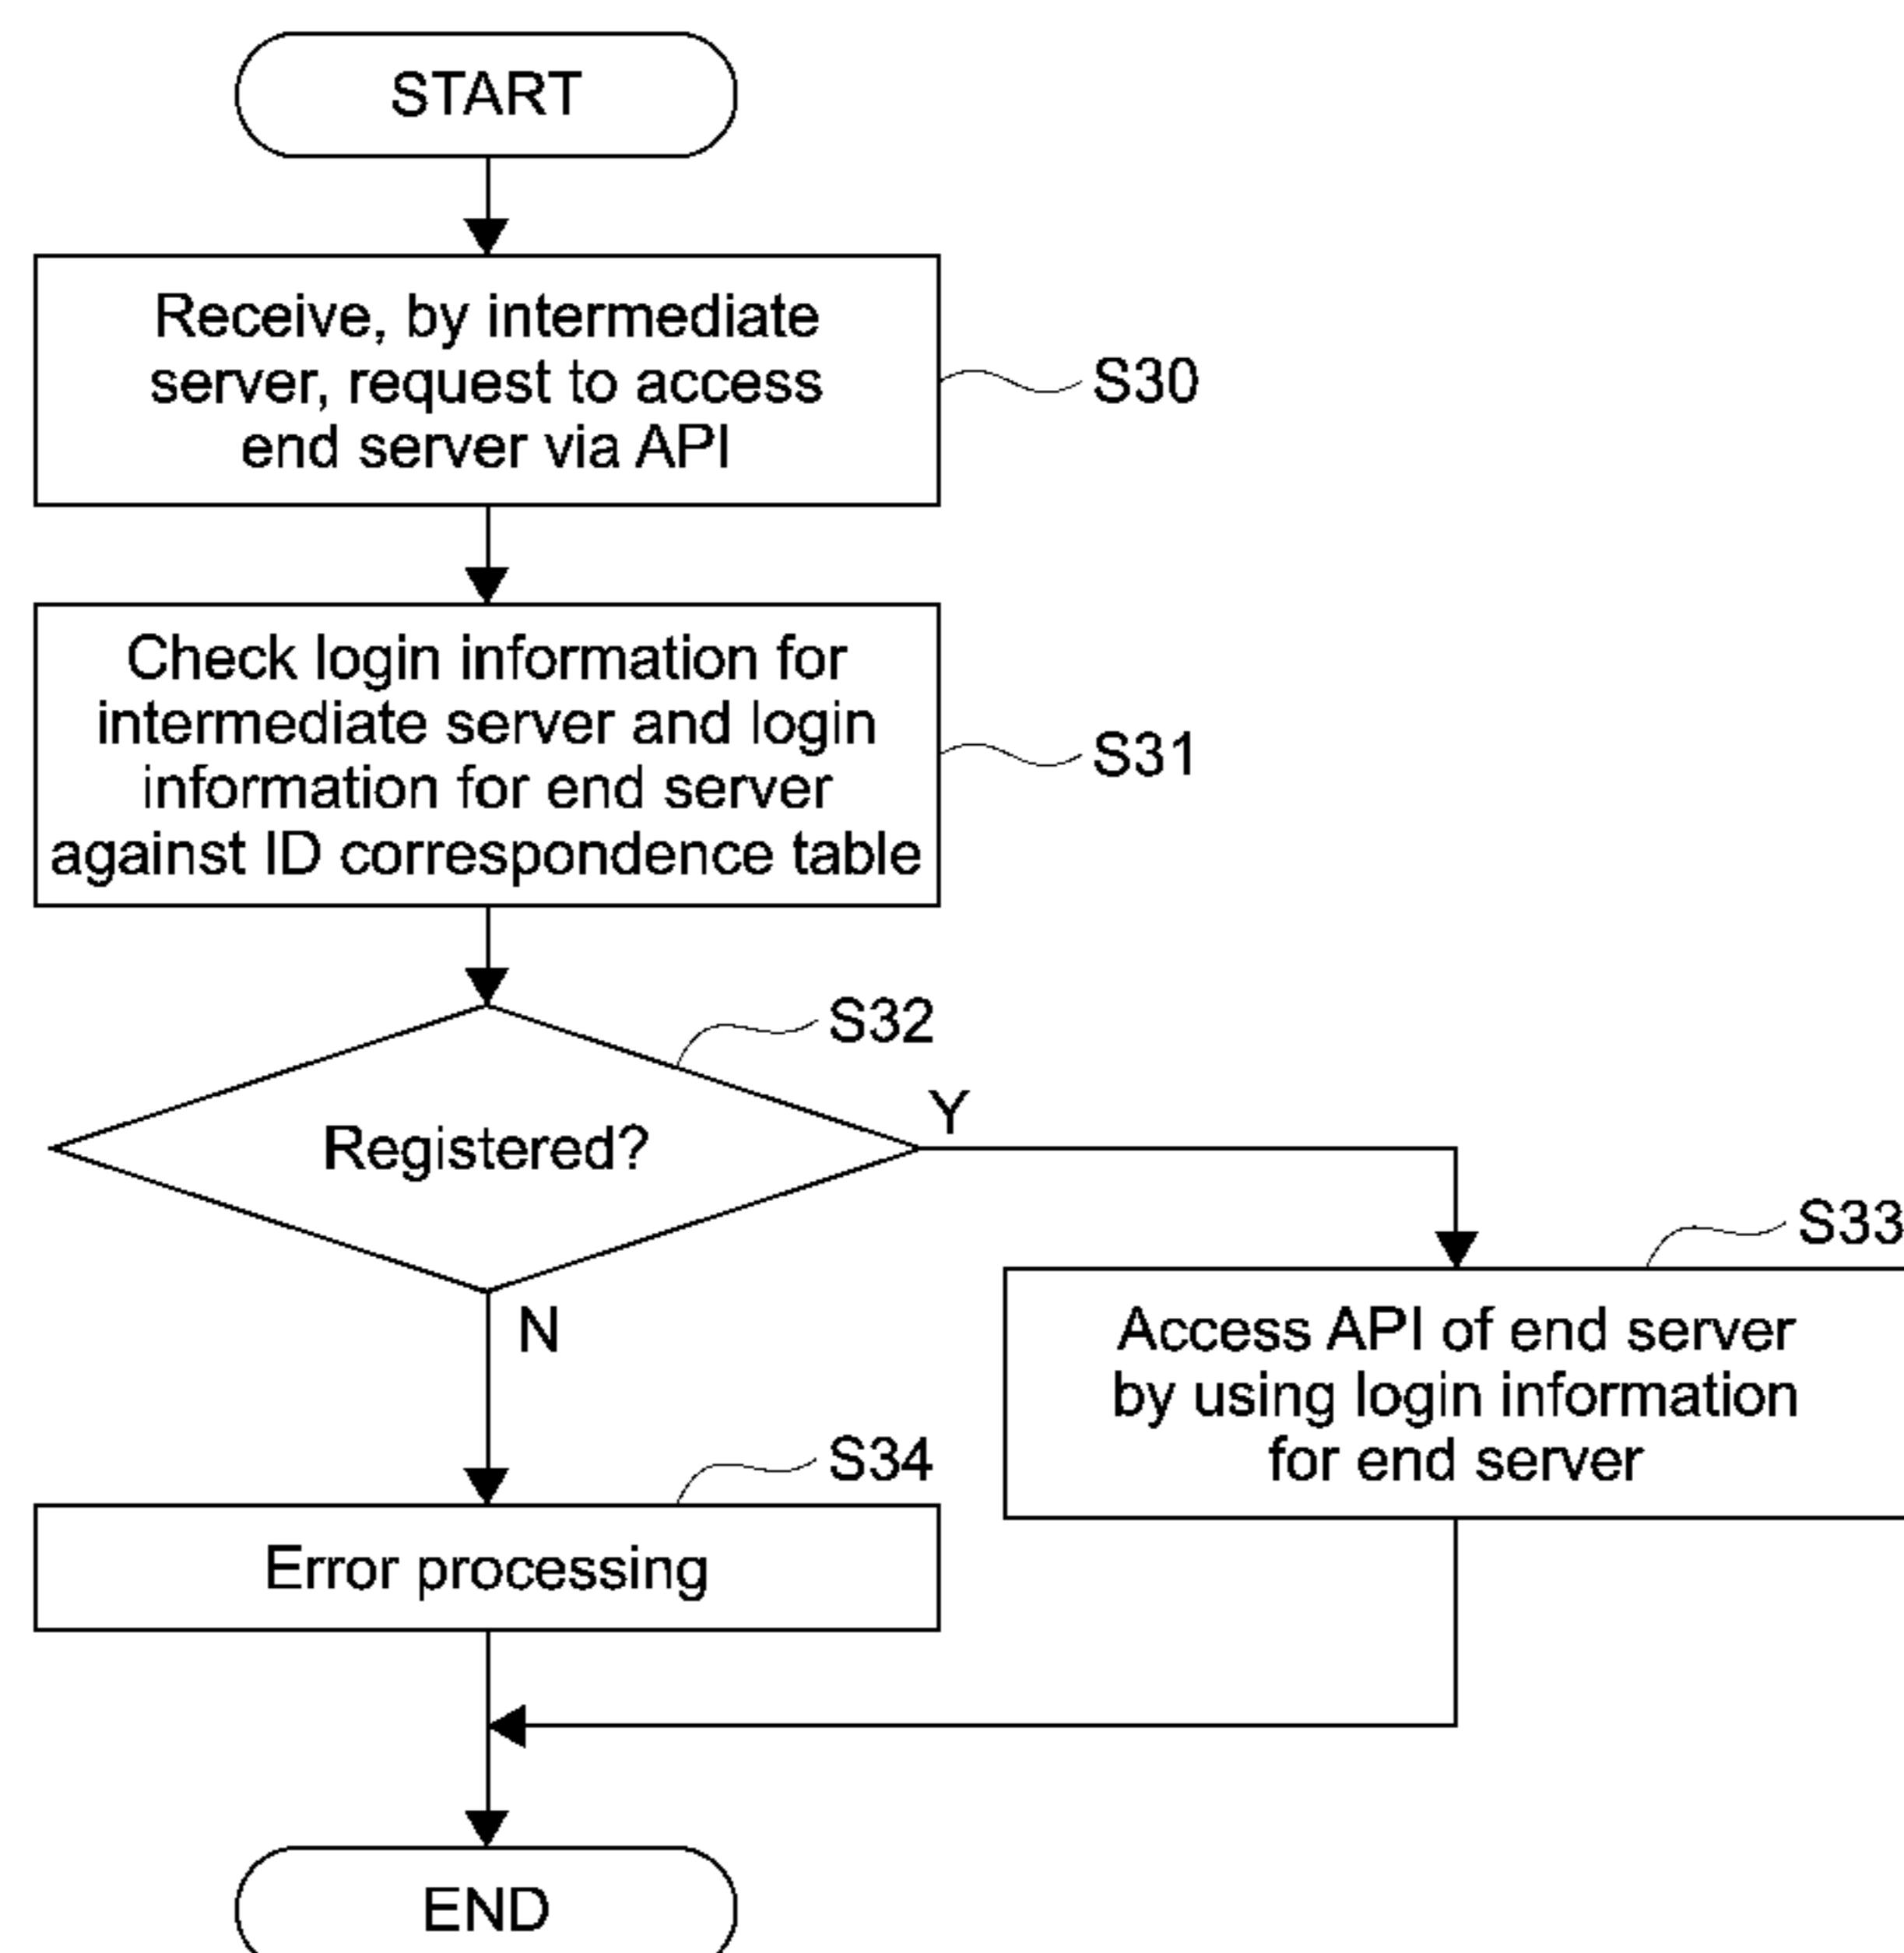 START
Receive, by intermediate
server, request to access
end server via API
S30
Check login information for
intermediate server and login
information for end server
against ID correspondence table
S31
S32
Registered?
Y
N
S33
Access API of end server
by using login information
for end server
S34
Error processing
END